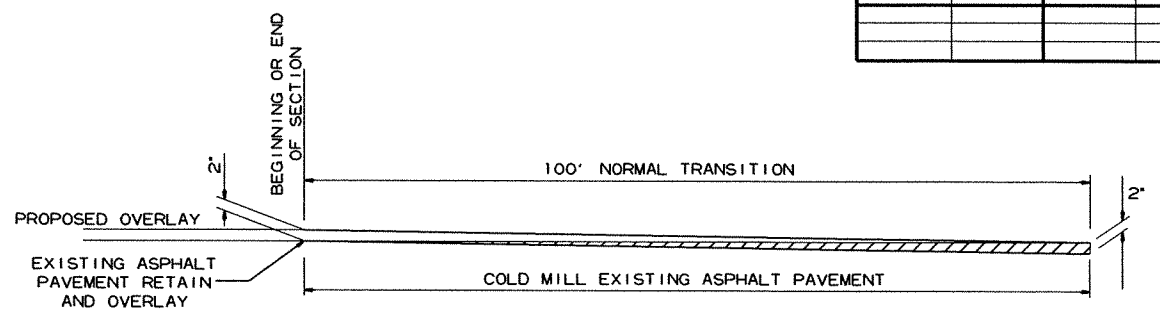 BEGINNING OR END
OF SECTION
2"
100' NORMAL TRANSITION
2"
PROPOSED OVERLAY
EXISTING ASPHALT
PAVEMENT RETAIN
AND OVERLAY
COLD MILL EXISTING ASPHALT PAVEMENT